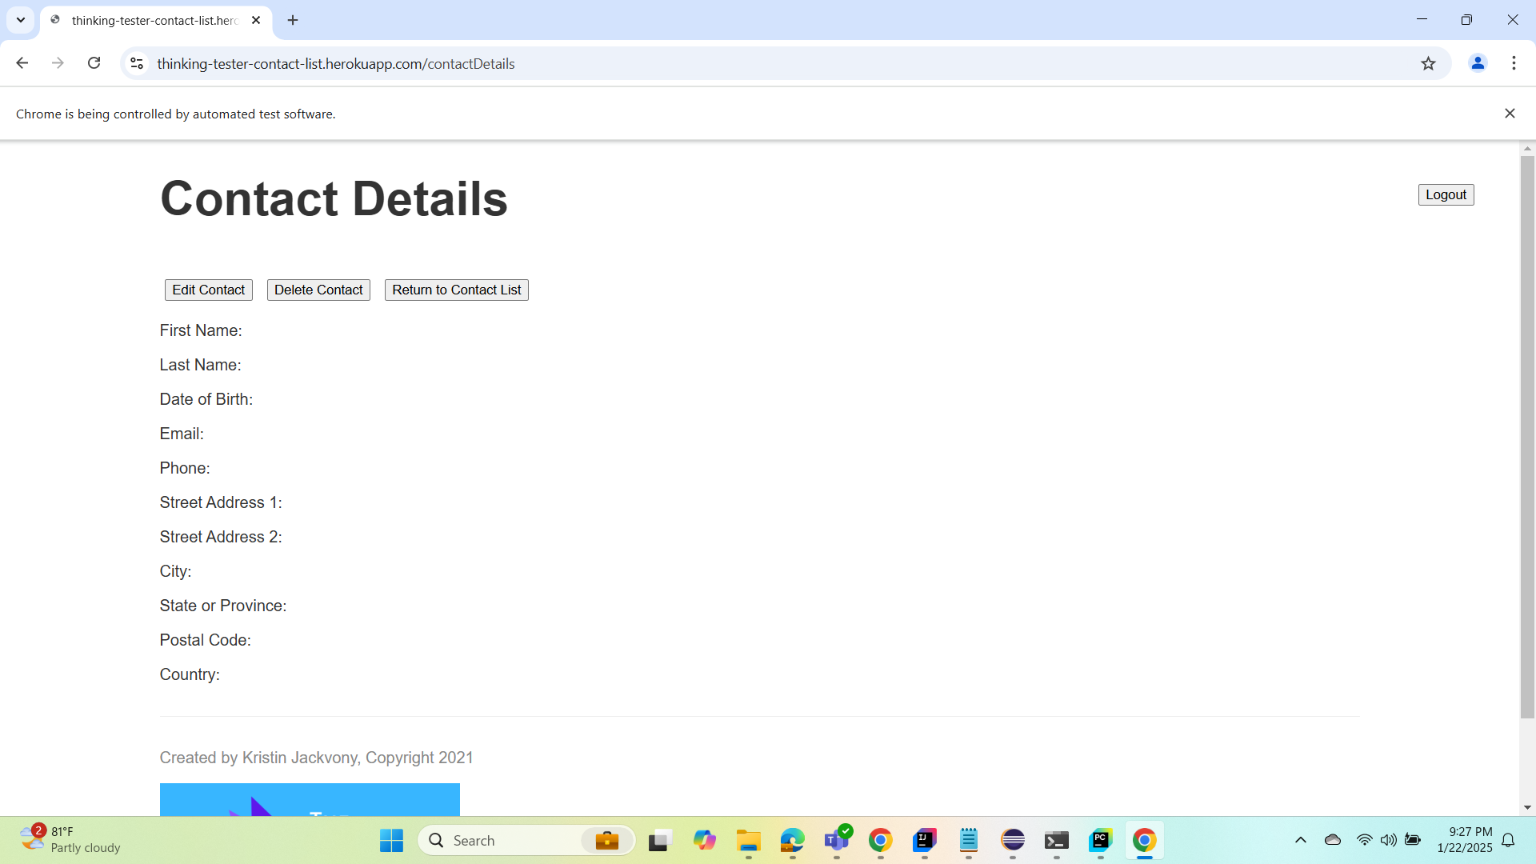 thinking-tester-contact-list.herc
thinking-tester-contact-list.herokuapp.com/contactDetails
Chrome is being controlled by automated test software.
Contact Details
Logout
Edit Contact Delete Contact Return to Contact List
First Name:
Last Name:
Date of Birth:
Email:
Phone:
Street Address 1:
Street Address 2:
City:
State or Province:
Postal Code:
Country:
Created by Kristin Jackvony, Copyright 2021
2
81°F
Partly cloudy
Search
9:27 PM
1/22/2025